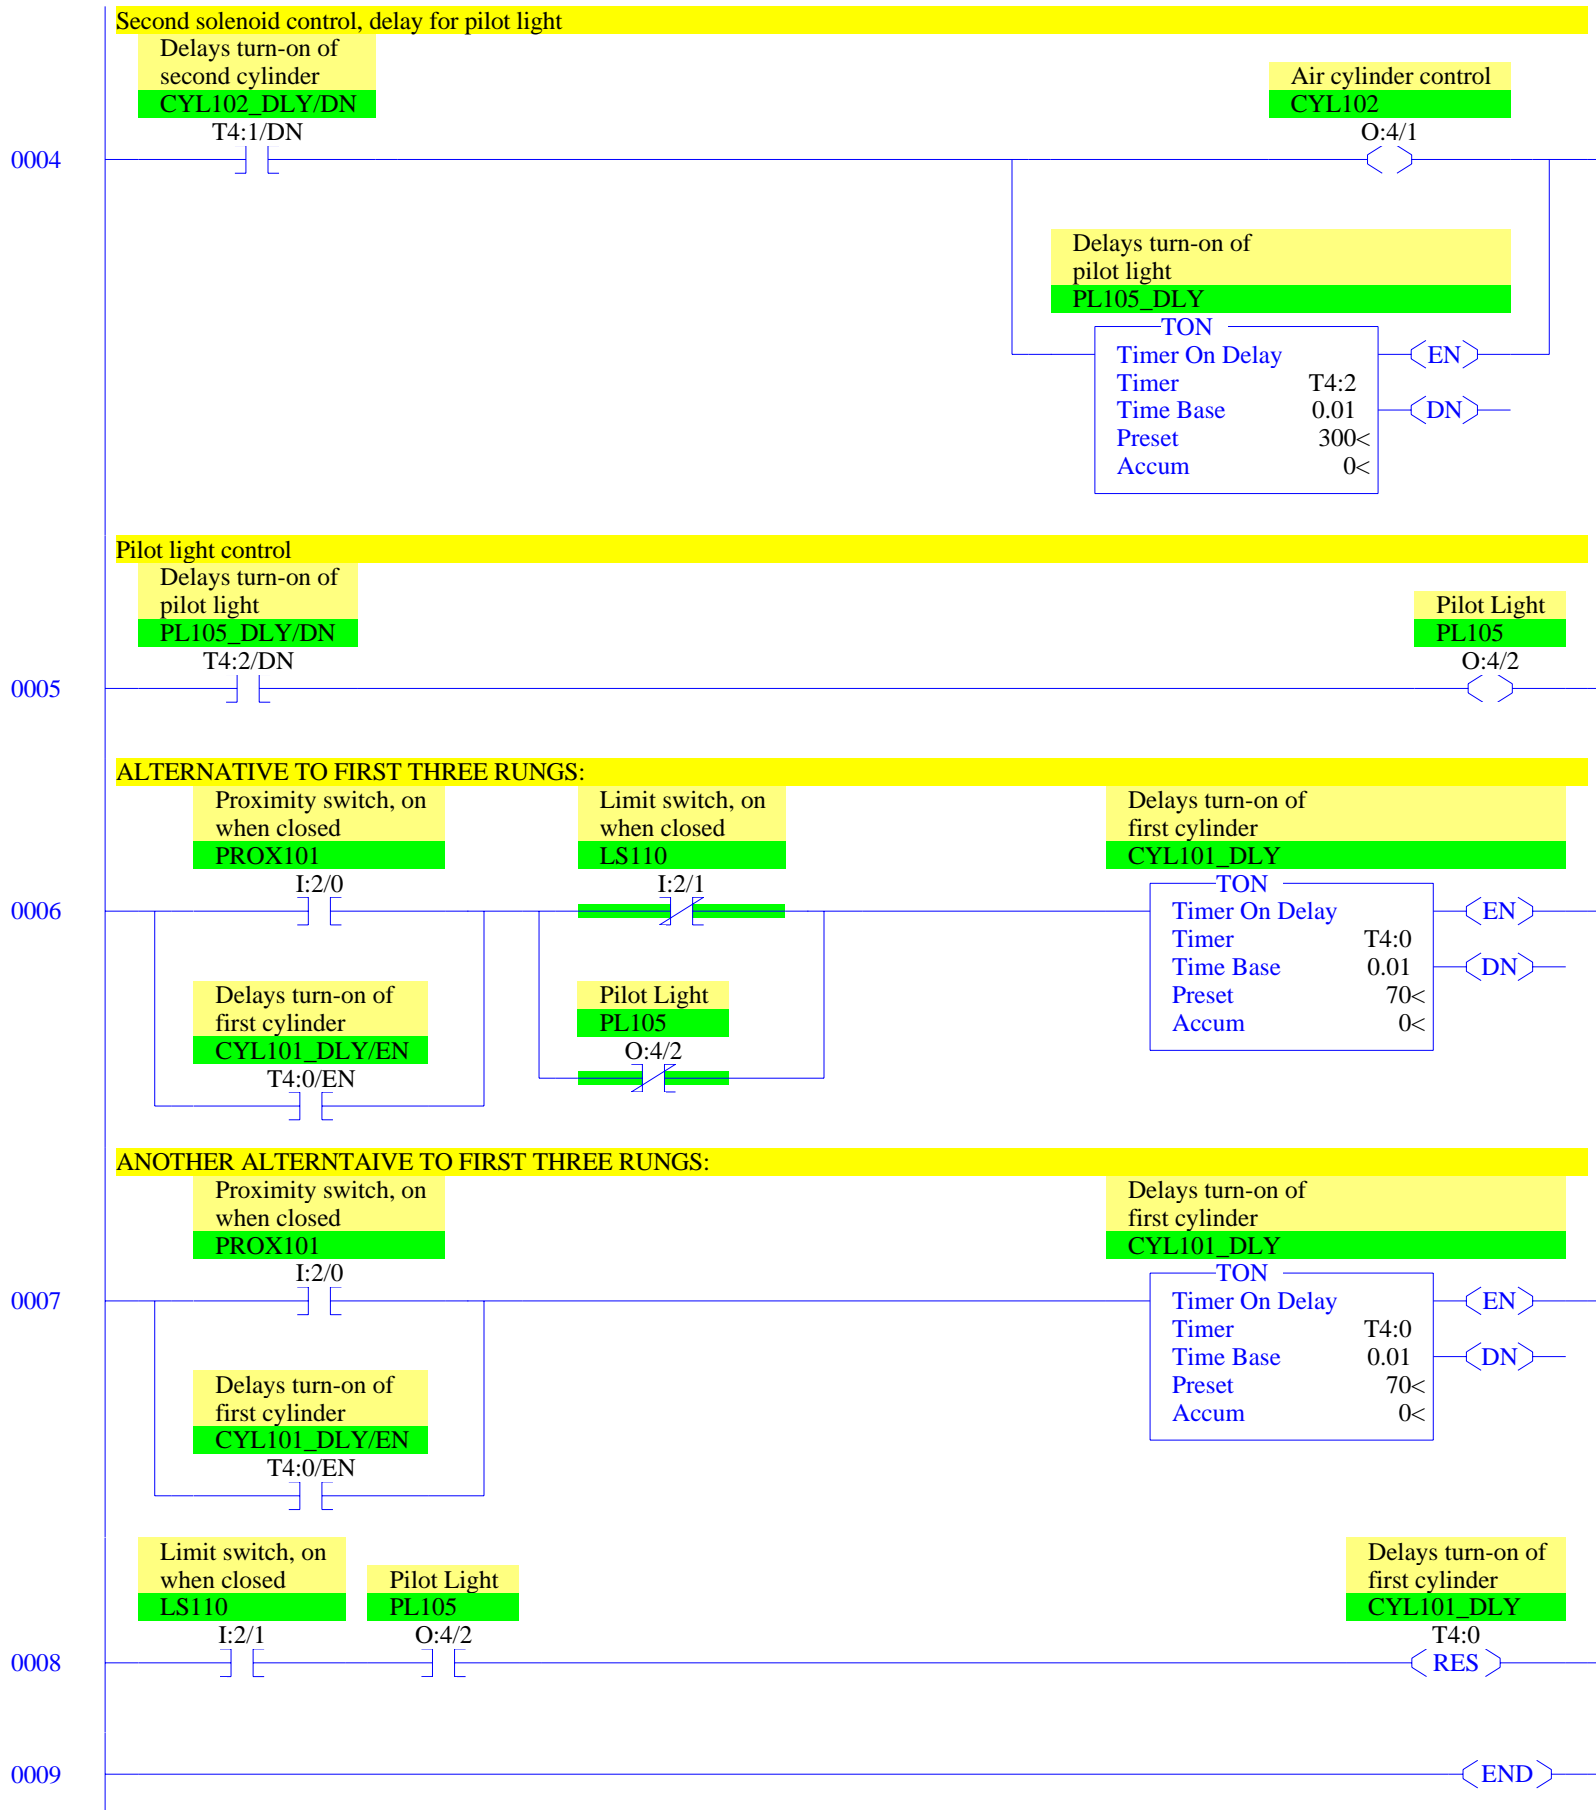 Second solenoid control, delay for pilot light
Delays turn-on of
second cylinder
CYL102_DLY/DN
T4:1/DN
Air cylinder control
CYL102
O:4/1
0004
Delays turn-on of
pilot light
PL105_DLY
TON
Timer On Delay
EN
Timer T4:2
Time Base 0.01
DN
Preset 300<
Accum 0<
Pilot light control
Delays turn-on of
pilot light
PL105_DLY/DN
T4:2/DN
Pilot Light
PL105
O:4/2
0005
ALTERNATIVE TO FIRST THREE RUNGS:
Proximity switch, on
when closed
PROX101
I:2/0
Limit switch, on
when closed
LS110
I:2/1
Delays turn-on of
first cylinder
CYL101_DLY
TON
0006
Timer On Delay
EN
Timer T4:0
Time Base 0.01
DN
Preset 70<
Accum 0<
Delays turn-on of
first cylinder
CYL101_DLY/EN
T4:0/EN
Pilot Light
PL105
O:4/2
ANOTHER ALTERNTAIVE TO FIRST THREE RUNGS:
Proximity switch, on
when closed
PROX101
I:2/0
Delays turn-on of
first cylinder
CYL101_DLY
TON
0007
Timer On Delay
EN
Timer T4:0
Time Base 0.01
DN
Preset 70<
Accum 0<
Delays turn-on of
first cylinder
CYL101_DLY/EN
T4:0/EN
Limit switch, on
when closed
LS110
I:2/1
Pilot Light
PL105
O:4/2
Delays turn-on of
first cylinder
CYL101_DLY
T4:0
0008
RES
0009
END